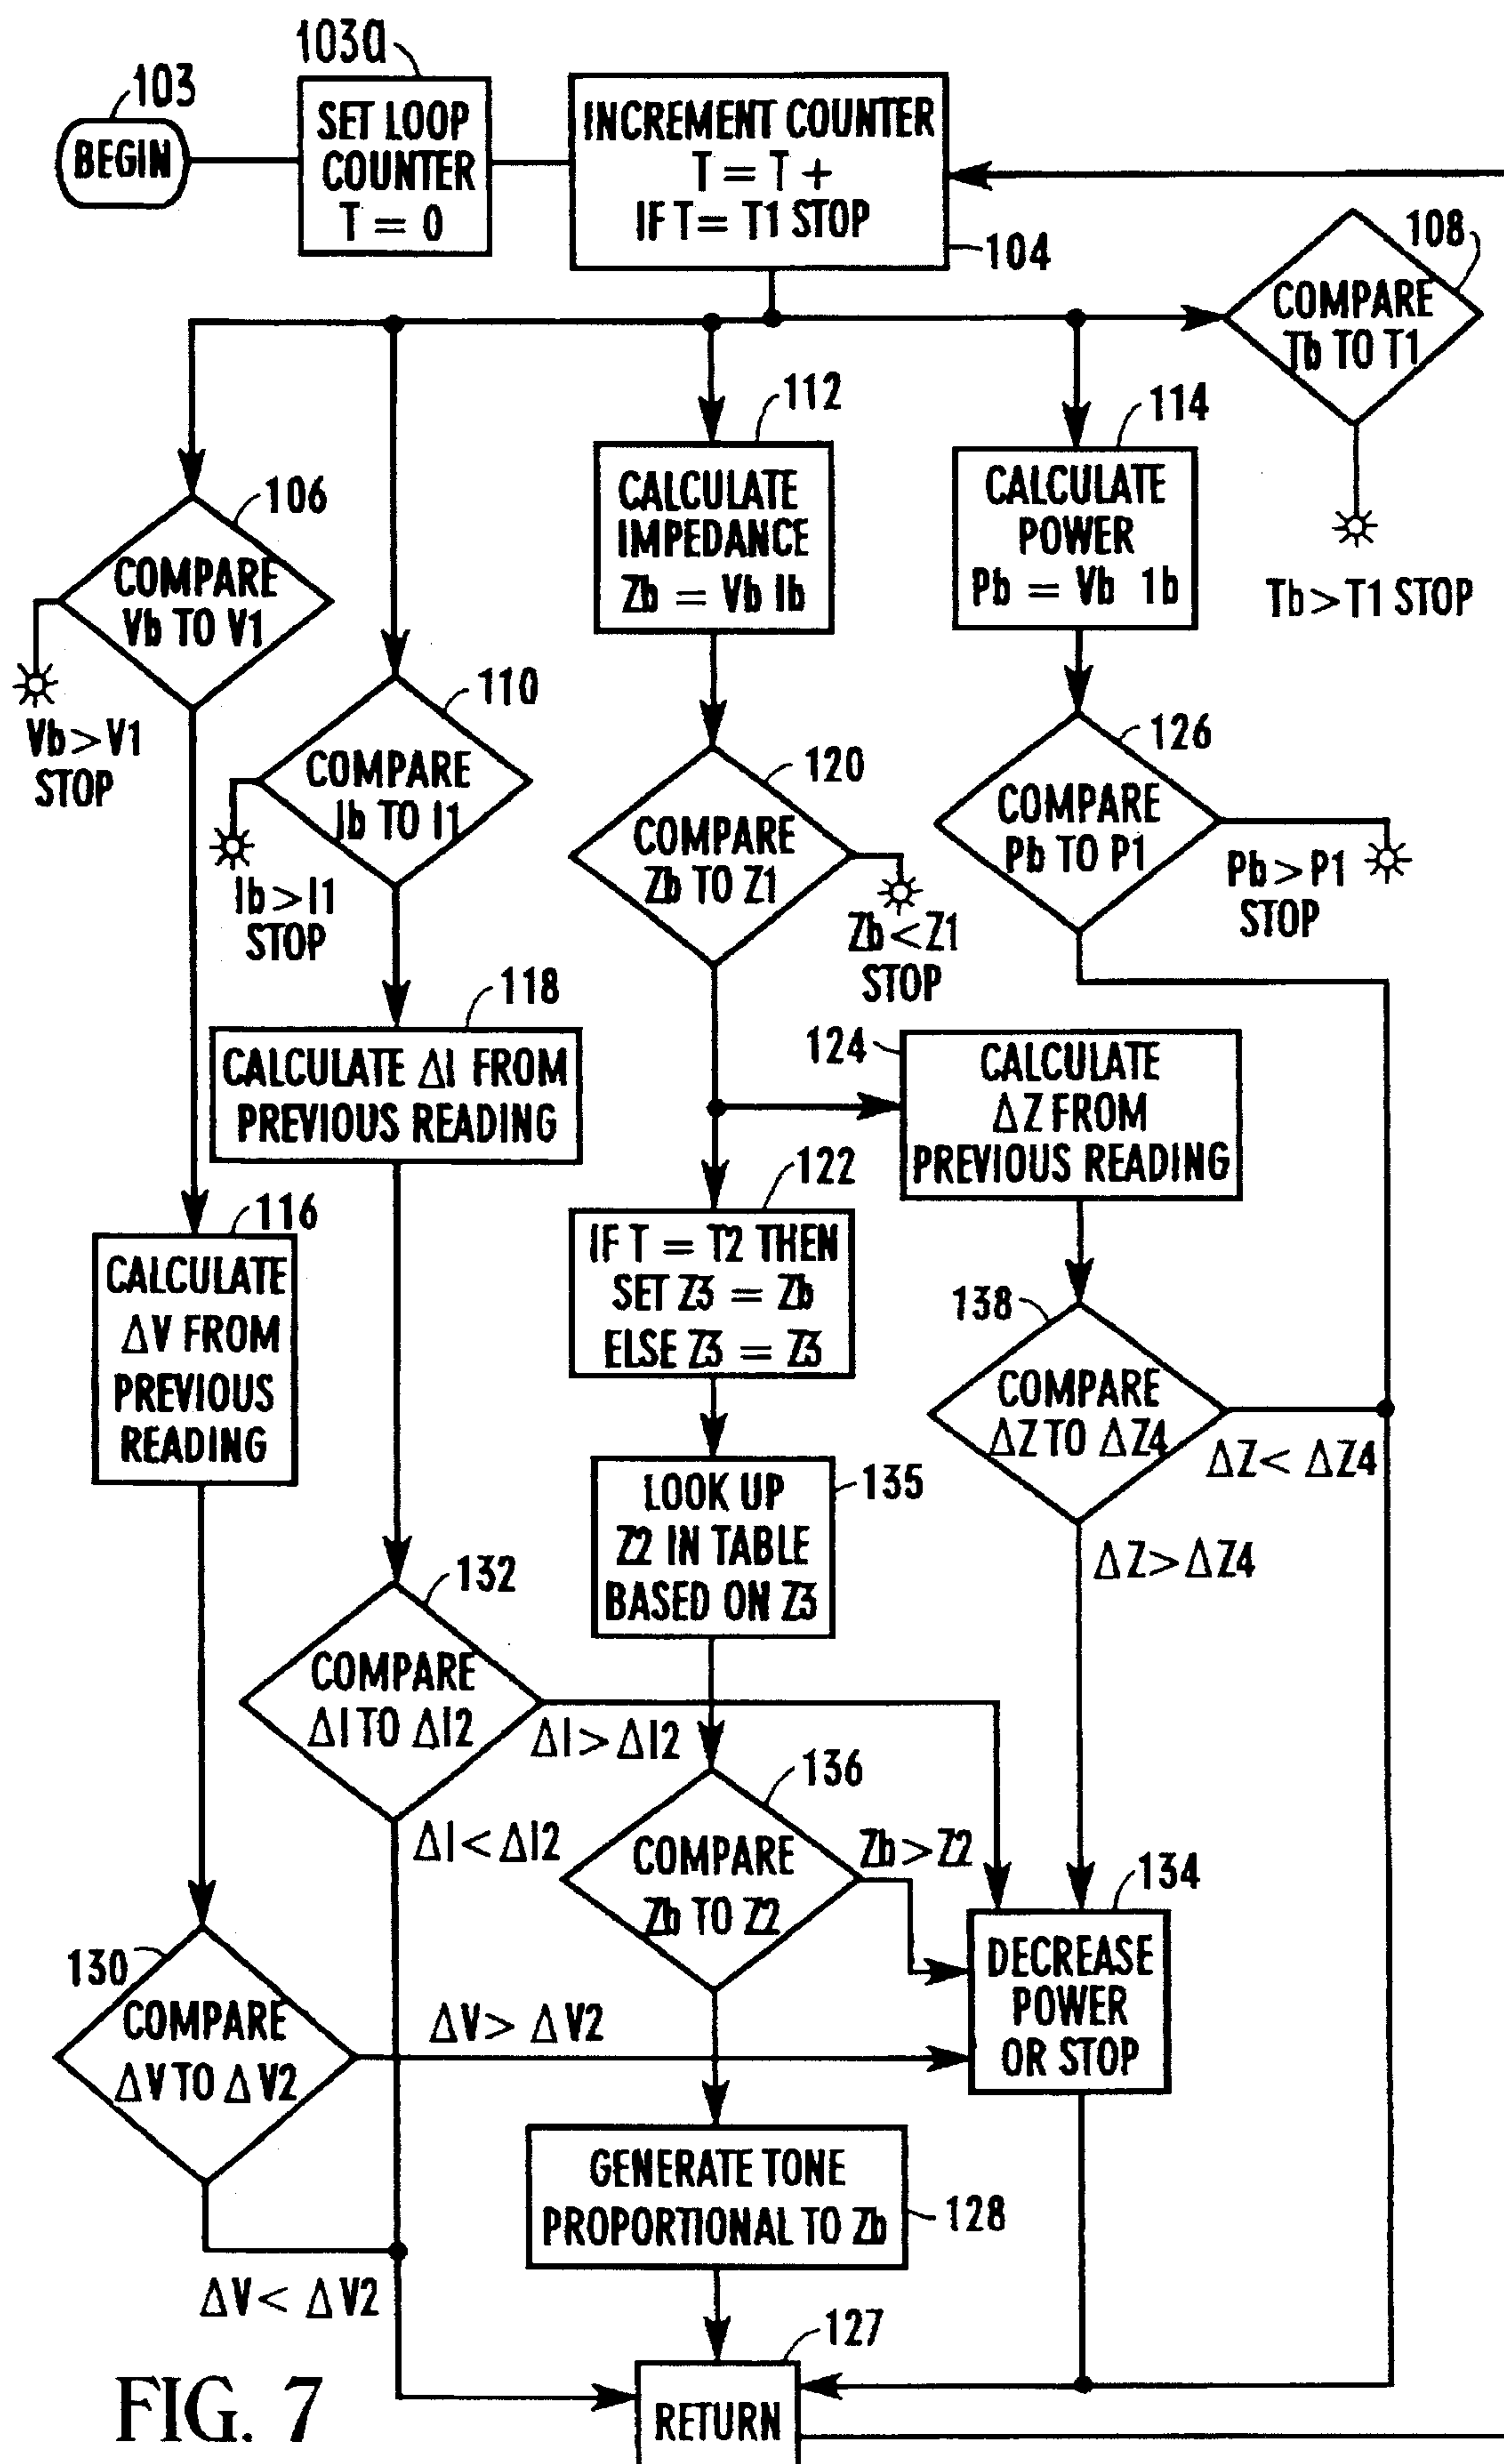 103
BEGIN
103a
SET LOOP
COUNTER
T = 0
INCREMENT COUNTER
T = T +
IF T = T1 STOP
104
108
COMPARE
Tb TO T1
Tb > T1 STOP
106
COMPARE
Vb TO V1
Vb > V1
STOP
110
COMPARE
Ib TO I1
Ib > I1
STOP
112
CALCULATE
IMPEDANCE
Zb = Vb Ib
114
CALCULATE
POWER
Pb = Vb 1b
120
COMPARE
Zb TO Z1
Zb < Z1
STOP
126
COMPARE
Pb TO P1
Pb > P1
STOP
118
CALCULATE ΔI FROM
PREVIOUS READING
124
CALCULATE
ΔZ FROM
PREVIOUS READING
116
CALCULATE
ΔV FROM
PREVIOUS
READING
122
IF T = T2 THEN
SET Z3 = Zb
ELSE Z3 = Z3
138
COMPARE
ΔZ TO ΔZ4
ΔZ < ΔZ4
ΔZ > ΔZ4
135
LOOK UP
Z2 IN TABLE
BASED ON Z3
132
COMPARE
ΔI TO ΔI2
ΔI > ΔI2
ΔI < ΔI2
136
COMPARE
Zb TO Z2
Zb > Z2
134
DECREASE
POWER
OR STOP
130
COMPARE
ΔV TO ΔV2
ΔV > ΔV2
ΔV < ΔV2
GENERATE TONE
PROPORTIONAL TO Zb
128
127
RETURN
FIG. 7